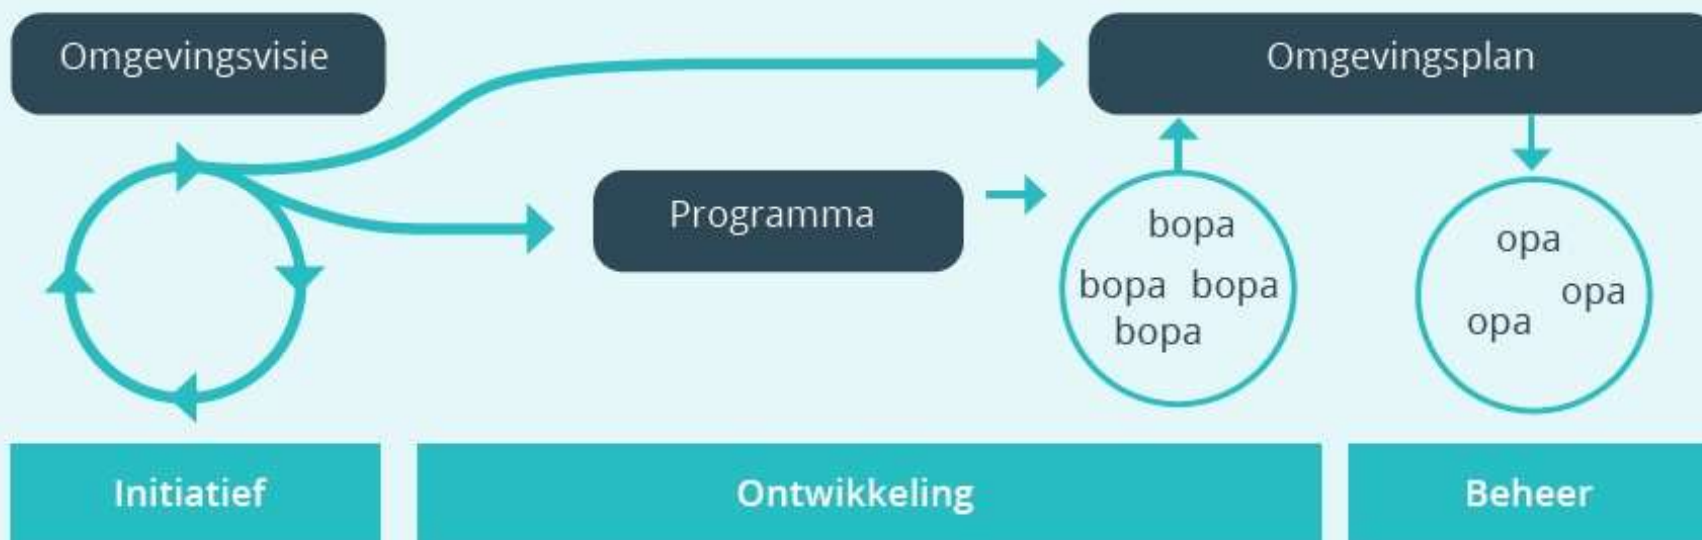 Omgevingsvisie
Omgevingsplan
Programma
bopa
bopa bopa
bopa
opa
opa
opa
Initiatief
Ontwikkeling
Beheer